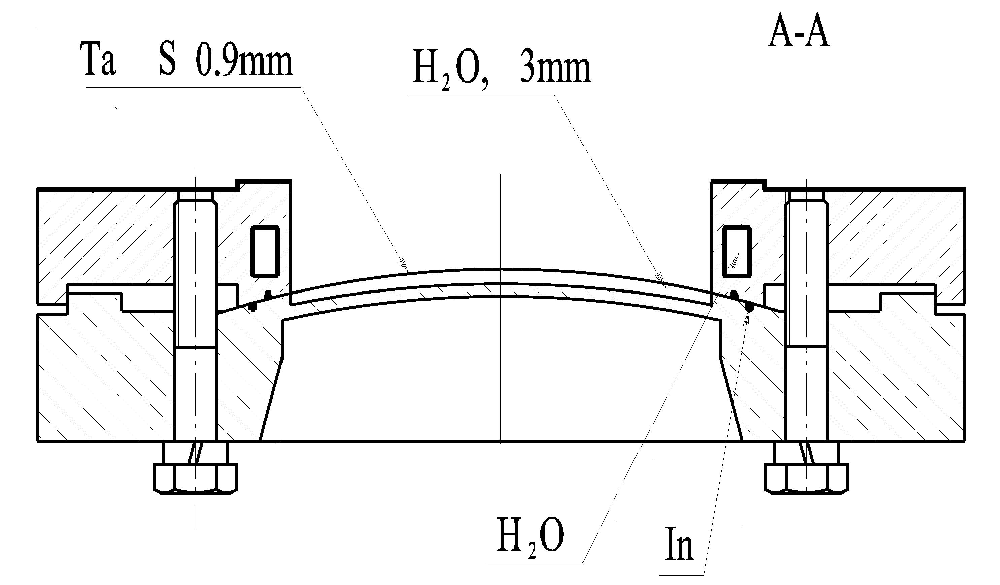 A-A
Ta S 0.9mm
H₂O, 3mm
H₂O
In